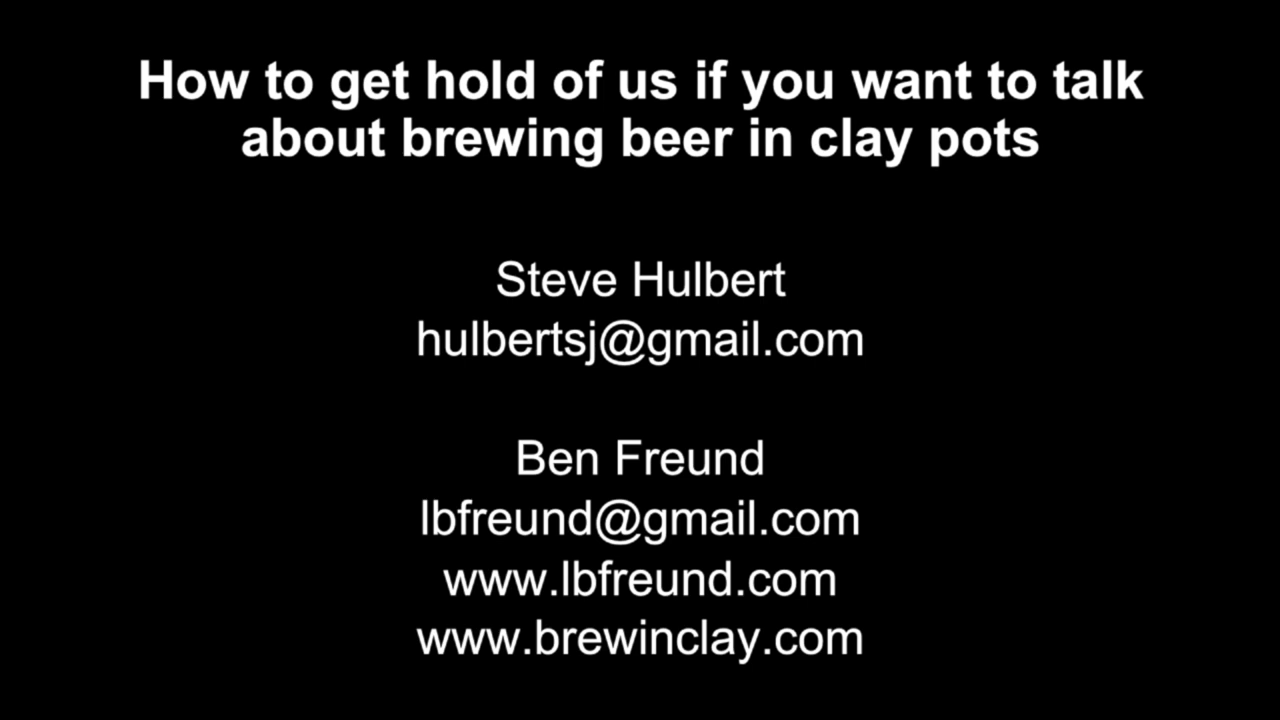 How to get hold of us if you want to talk
about brewing beer in clay pots
Steve Hulbert
hulbertsj@gmail.com
Ben Freund
lbfreund@gmail.com
www.lbfreund.com
www.brewinclay.com